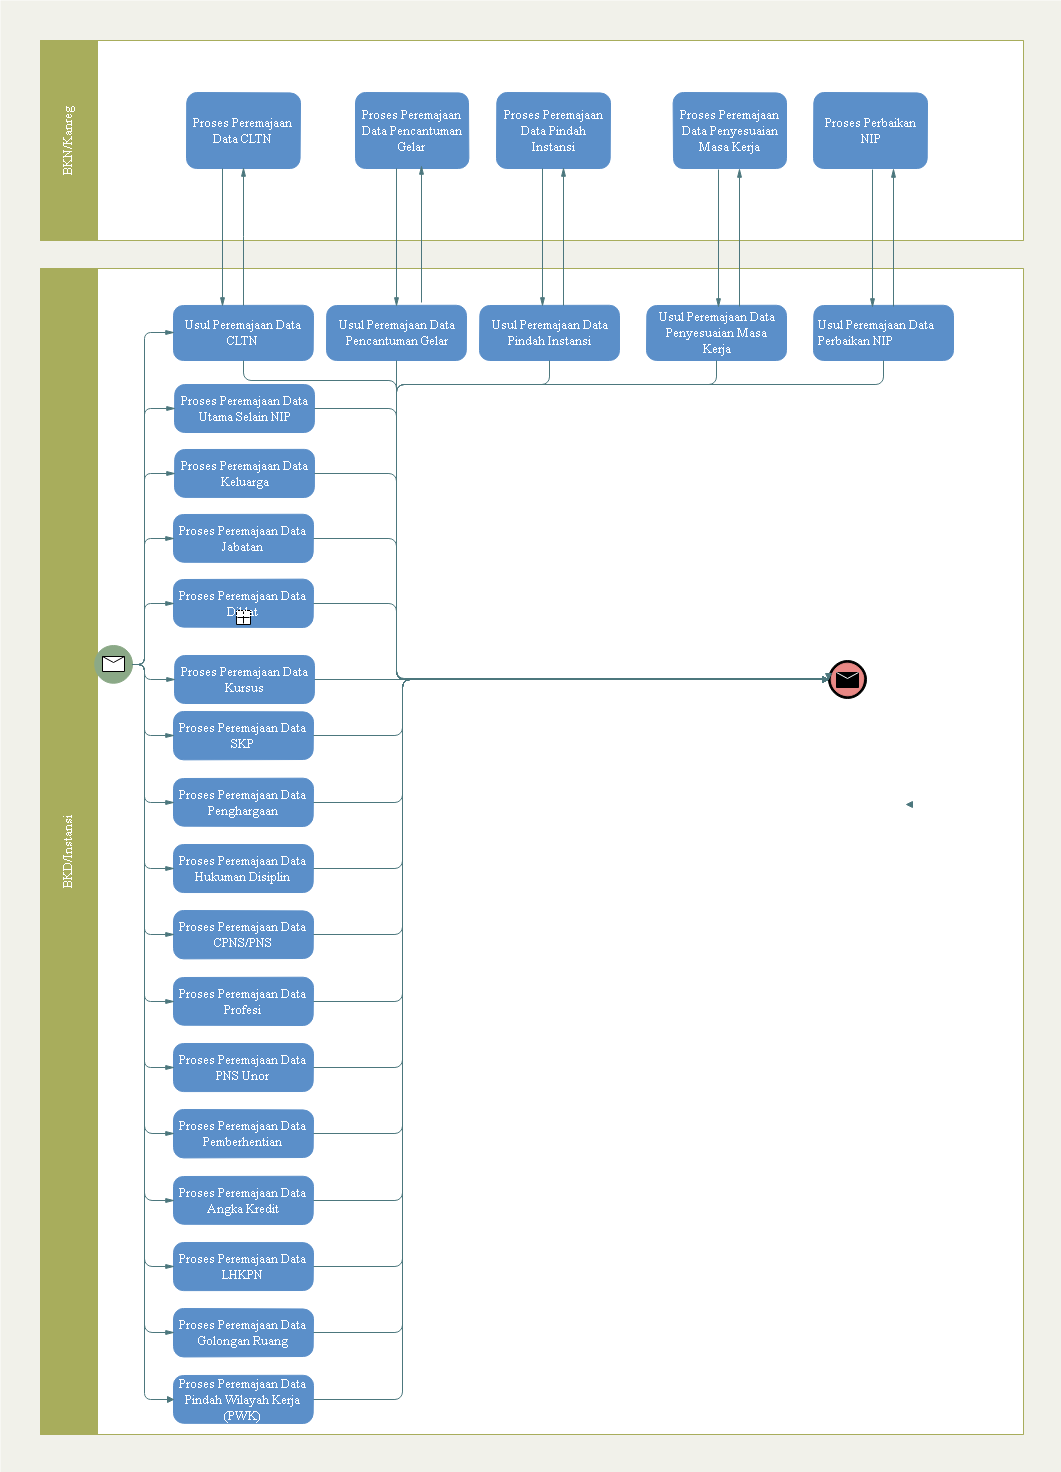 BKN/Kanreg
Proses Peremajaan
Data CLTN
Proses Peremajaan
Data Pencantuman
Gelar
Proses Peremajaan
Data Pindah
Instansi
Proses Peremajaan
Data Penyesuaian
Masa Kerja
Proses Perbaikan
NIP
BKD/Instansi
Usul Peremajaan Data
CLTN
Usul Peremajaan Data
Pencantuman Gelar
Usul Peremajaan Data
Pindah Instansi
Usul Peremajaan Data
Penyesuaian Masa
Kerja
Usul Peremajaan Data
Perbaikan NIP
Proses Peremajaan Data
Utama Selain NIP
Proses Peremajaan Data
Keluarga
Proses Peremajaan Data
Jabatan
Proses Peremajaan Data
Proses Peremajaan Data
Kursus
Proses Peremajaan Data
SKP
Proses Peremajaan Data
Penghargaan
Proses Peremajaan Data
Hukuman Disiplin
Proses Peremajaan Data
CPNS/PNS
Proses Peremajaan Data
Profesi
Proses Peremajaan Data
PNS Unor
Proses Peremajaan Data
Pemberhentian
Proses Peremajaan Data
Angka Kredit
Proses Peremajaan Data
LHKPN
Proses Peremajaan Data
Golongan Ruang
Proses Peremajaan Data
Pindah Wilayah Kerja
(PWK)